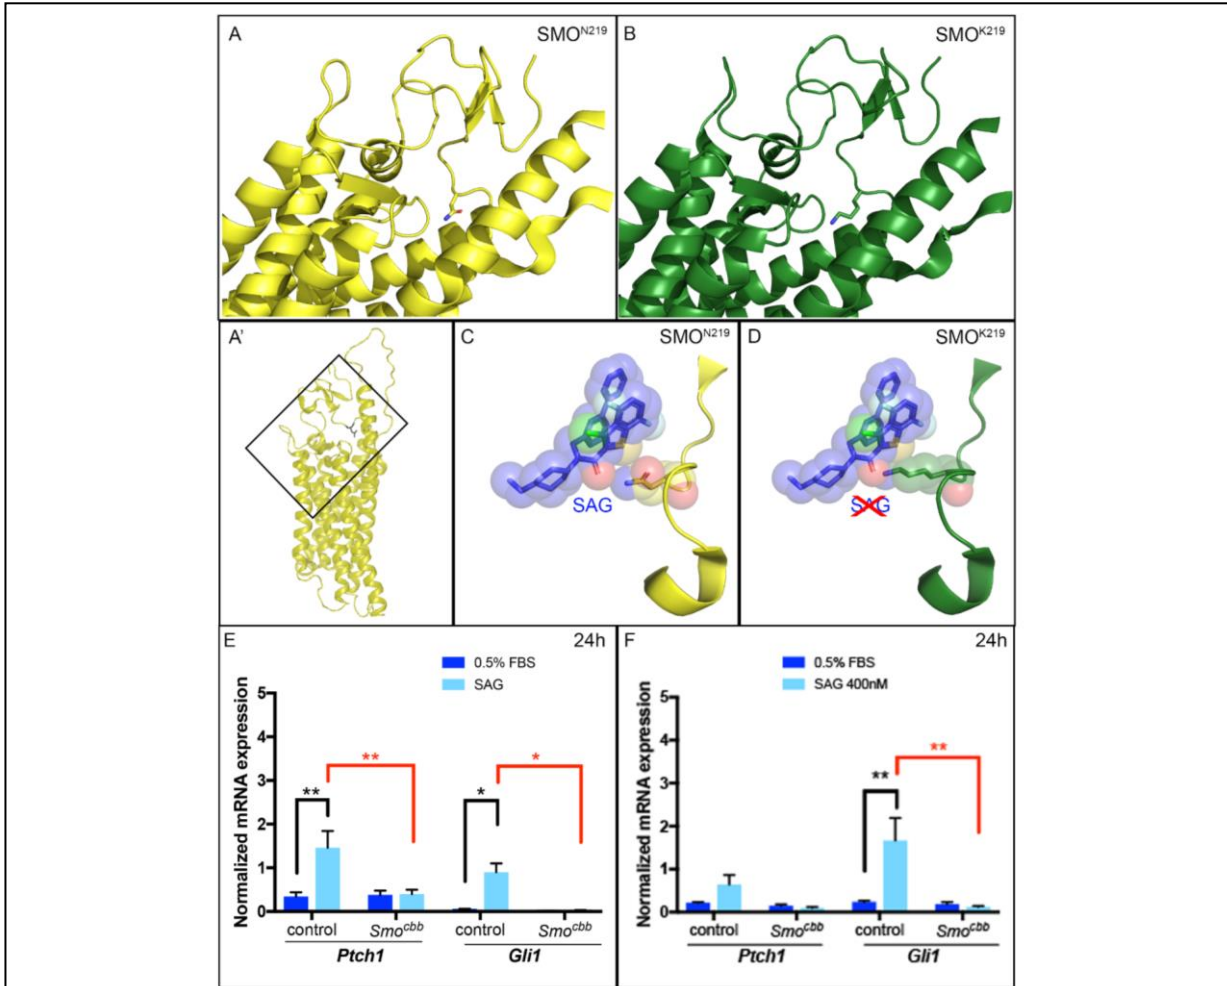 A SMO^N219
B SMO^K219
A'
C SMO^N219
SAG
D SMO^K219
SAG
E 24h
0.5% FBS
SAG
Normalized mRNA expression
5
4
3
2
1
0
**
**
*
*
control Smo^cbb control Smo^cbb
Ptch1 Gli1
F 24h
0.5% FBS
SAG 400nM
Normalized mRNA expression
5
4
3
2
1
0
**
**
control Smo^cbb control Smo^cbb
Ptch1 Gli1